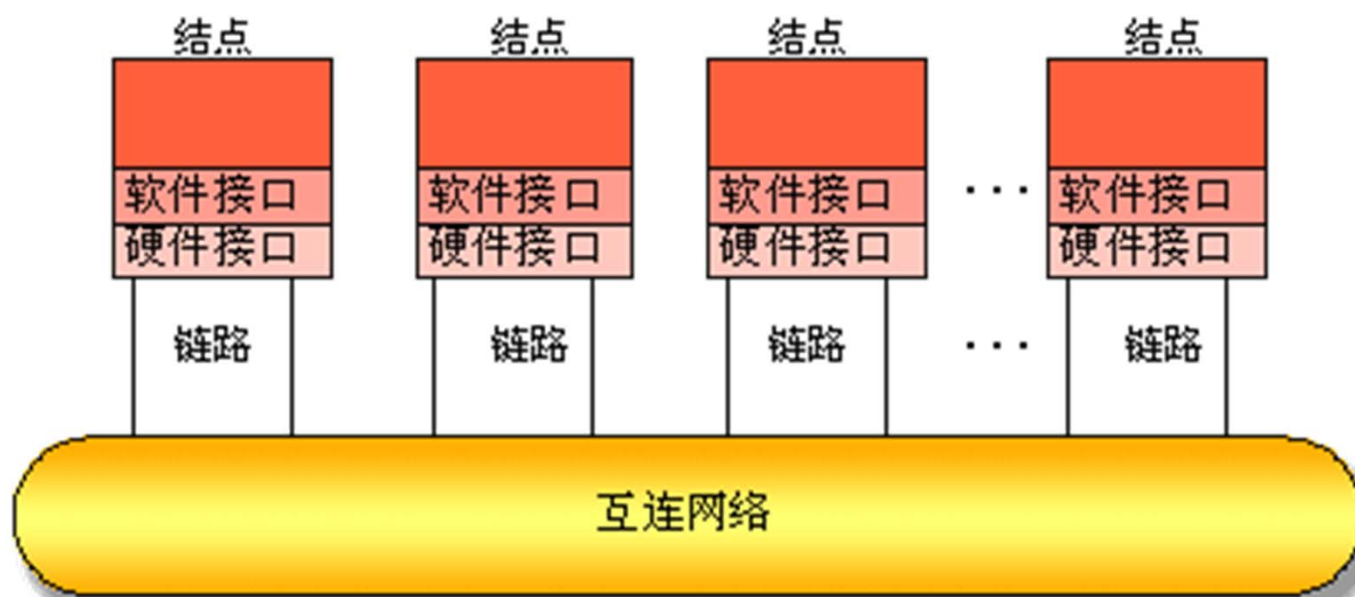 结点 结点 结点 结点
软件接口 软件接口 软件接口 ··· 软件接口
硬件接口 硬件接口 硬件接口 硬件接口
链路 链路 链路 ··· 链路
互连网络